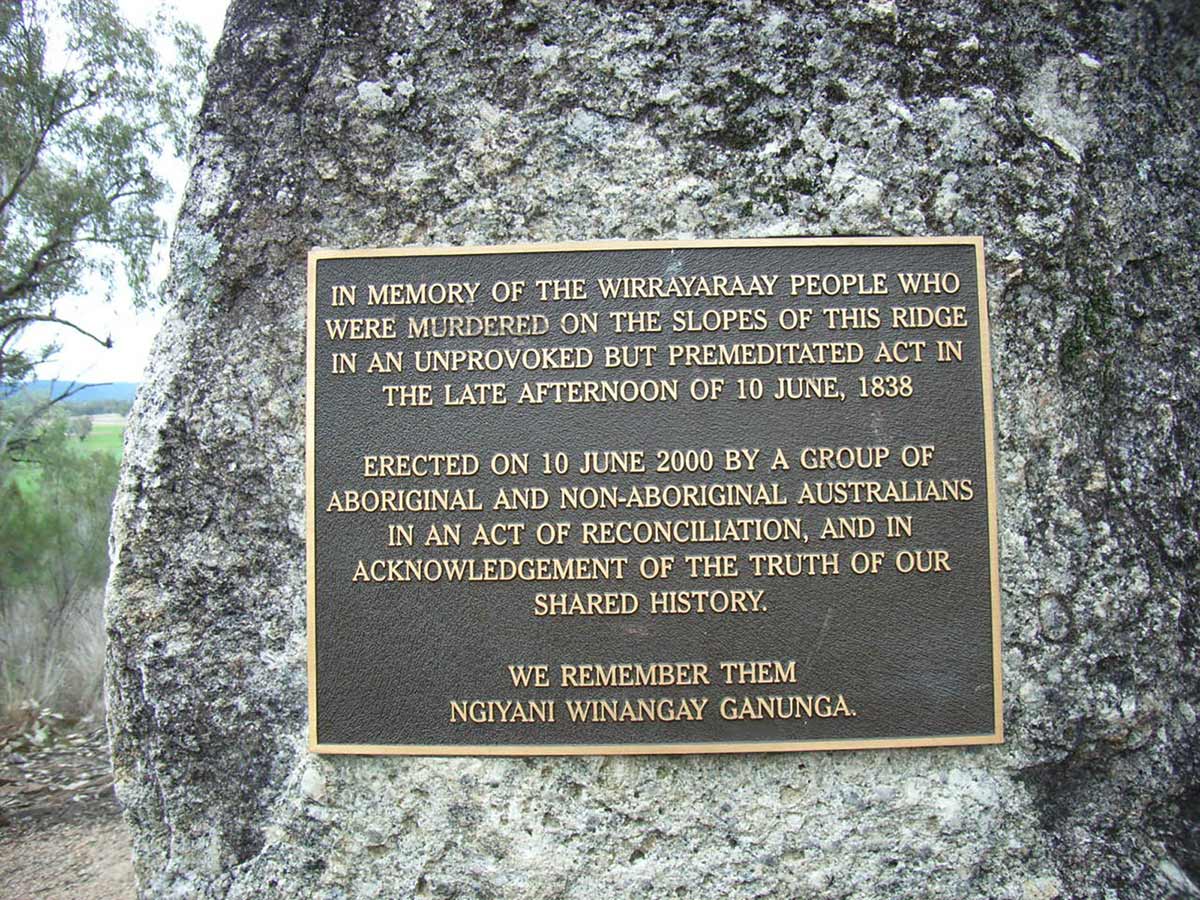 IN MEMORY OF THE WIRRAYARAAY PEOPLE WHO
WERE MURDERED ON THE SLOPES OF THIS RIDGE
IN AN UNPROVOKED BUT PREMEDITATED ACT IN
THE LATE AFTERNOON OF 10 JUNE, 1838
ERECTED ON 10 JUNE 2000 BY A GROUP OF
ABORIGINAL AND NON-ABORIGINAL AUSTRALIANS
IN AN ACT OF RECONCILIATION, AND IN
ACKNOWLEDGEMENT OF THE TRUTH OF OUR
SHARED HISTORY.
WE REMEMBER THEM
NGIYANI WINANGAY GANUNGA.